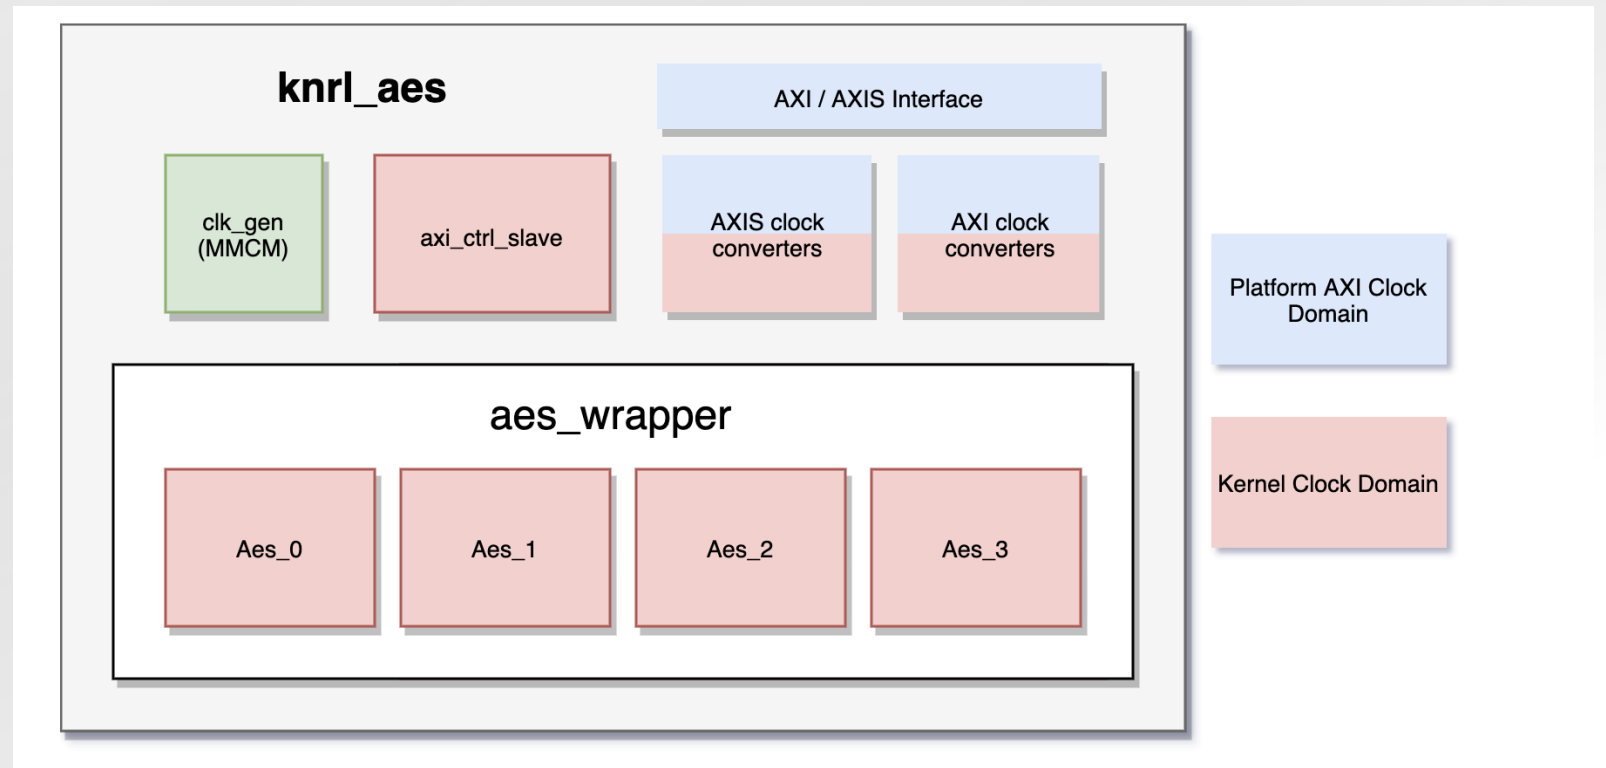 knrl_aes
AXI / AXIS Interface
clk_gen
(MMCM)
axi_ctrl_slave
AXIS clock
converters
AXI clock
converters
Platform AXI Clock
Domain
aes_wrapper
Kernel Clock Domain
Aes_0
Aes_1
Aes_2
Aes_3